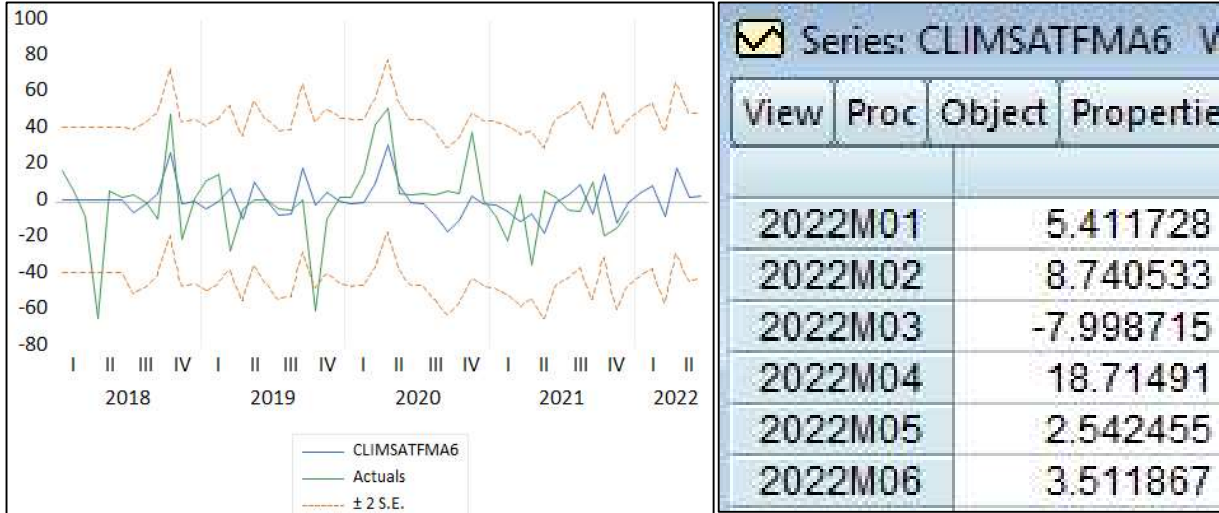 100
80
60
40
20
0
-20
-40
-60
-80
I II III IV I II III IV I II III IV I II III IV I II
2018 2019 2020 2021 2022
CLIMSATFMA6
Actuals
± 2 S.E.
Series: CLIMSATFMA6
View Proc Object Propertie
2022M01 5.411728
2022M02 8.740533
2022M03 -7.998715
2022M04 18.71491
2022M05 2.542455
2022M06 3.511867